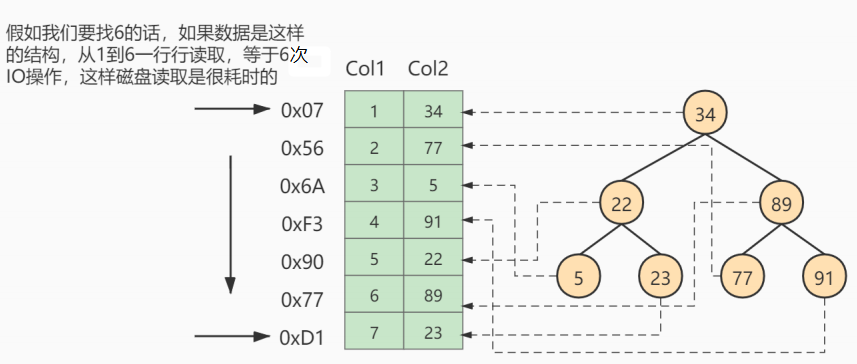 假如我们要找6的话，如果数据是这样
的结构，从1到6一行行读取，等于6次
IO操作，这样磁盘读取是很耗时的
Col1 Col2
0x07 1 34
0x56 2 77
0x6A 3 5
0xF3 4 91
0x90 5 22
0x77 6 89
0xD1 7 23
34
22 89
5 23 77 91